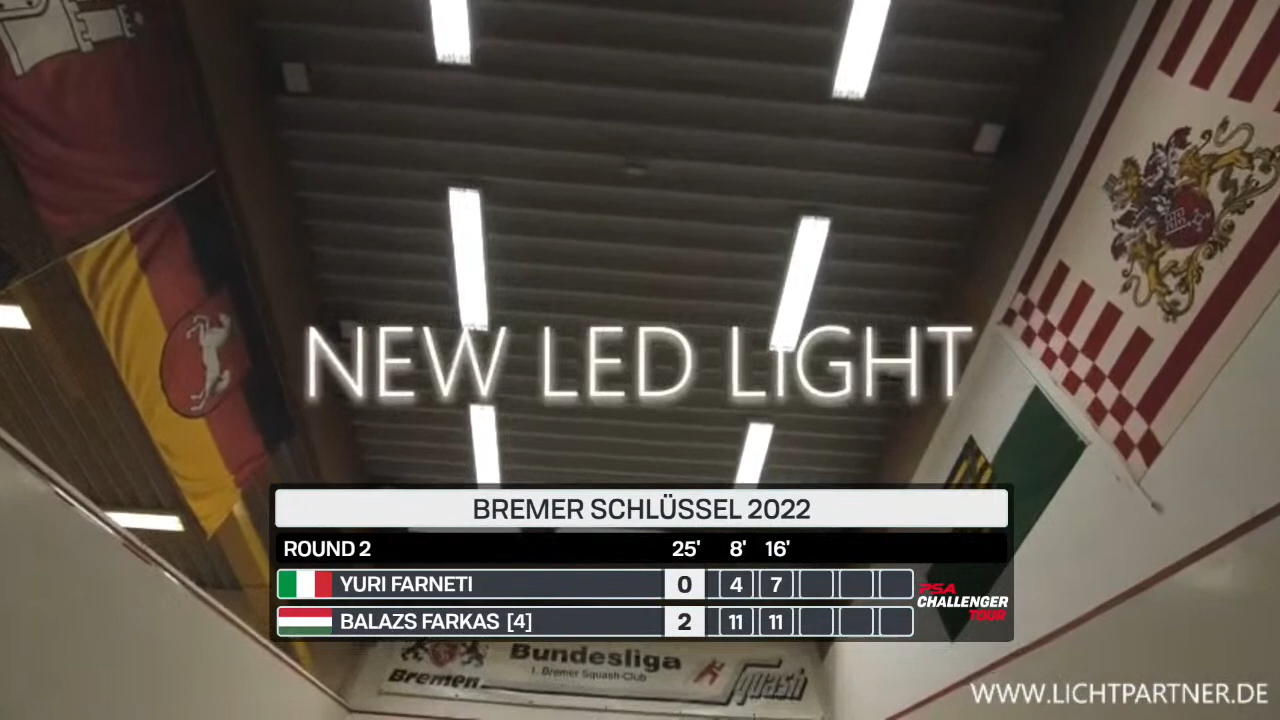 NEW LED LIGHT
BREMER SCHLÜSSEL 2022
ROUND 2 25' 8' 16'
YURI FARNETI 0 4 7
BALAZS FARKAS [4] 2 11 11
PSA
CHALLENGER
TOUR
Bundesliga
1. Bremer Squash-Club
Bremen
Squash
WWW.LICHTPARTNER.DE